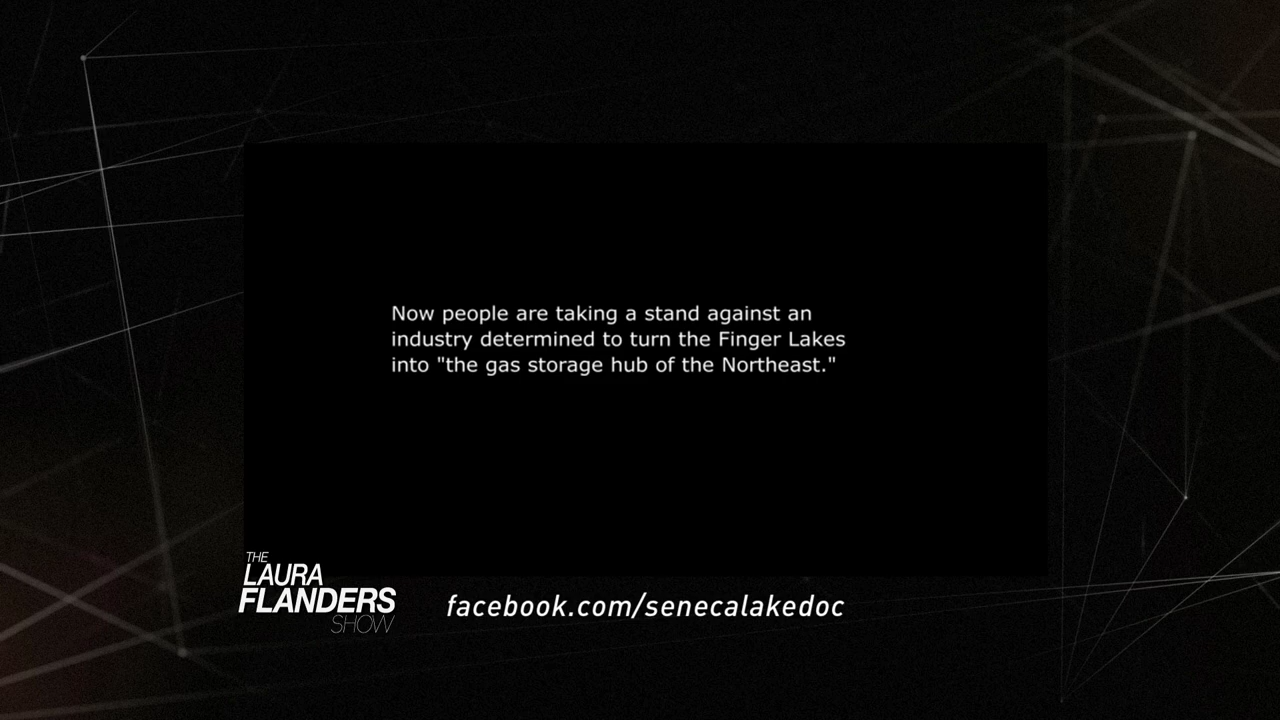 Now people are taking a stand against an
industry determined to turn the Finger Lakes
into "the gas storage hub of the Northeast."
THE
LAURA
FLANDERS
SHOW
facebook.com/senecalakedoc